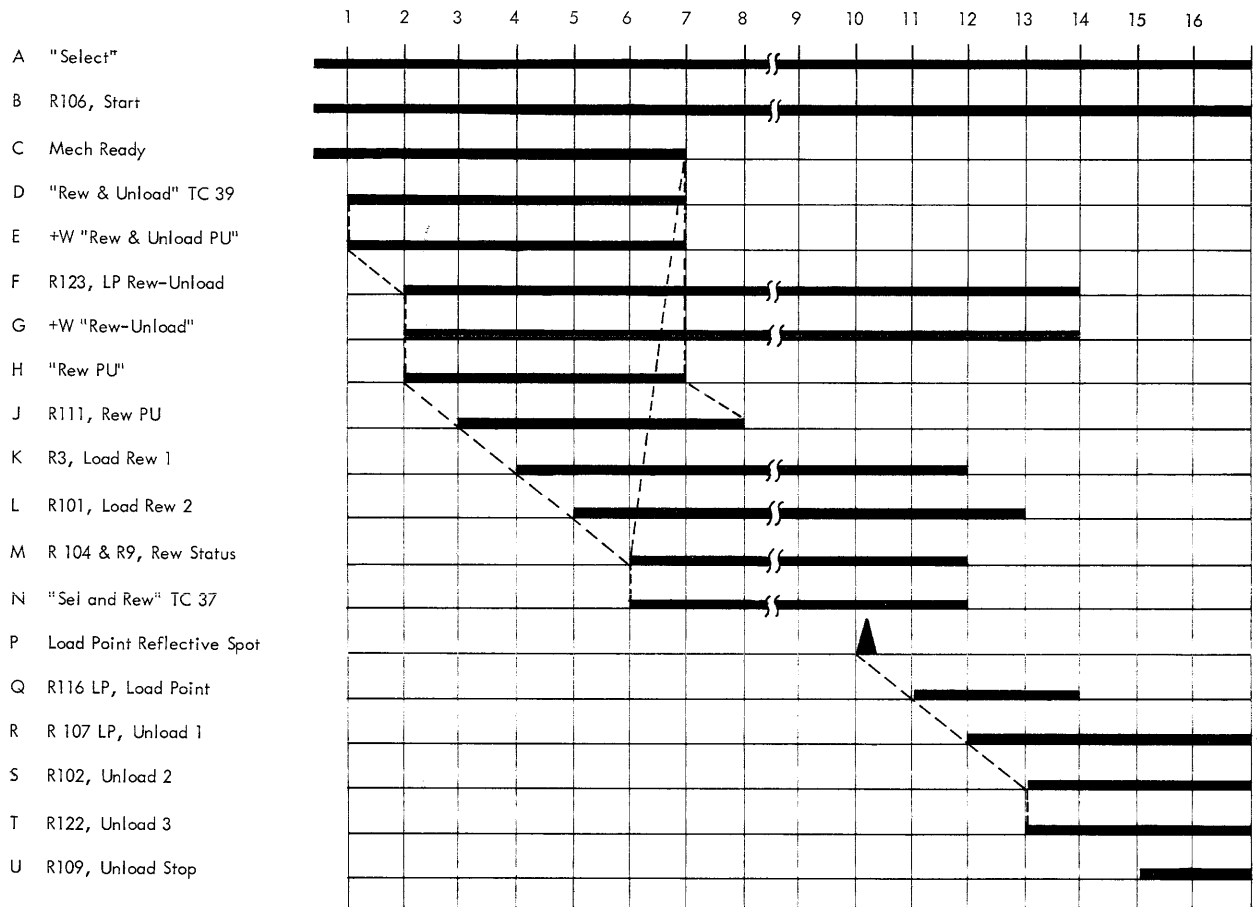 1 2 3 4 5 6 7 8 9 10 11 12 13 14 15 16
A "Select"
B R106, Start
C Mech Ready
D "Rew & Unload" TC 39
E +W "Rew & Unload PU"
F R123, LP Rew-Unload
G +W "Rew-Unload"
H "Rew PU"
J R111, Rew PU
K R3, Load Rew 1
L R101, Load Rew 2
M R 104 & R9, Rew Status
N "Sel and Rew" TC 37
P Load Point Reflective Spot
Q R116 LP, Load Point
R R 107 LP, Unload 1
S R102, Unload 2
T R122, Unload 3
U R109, Unload Stop